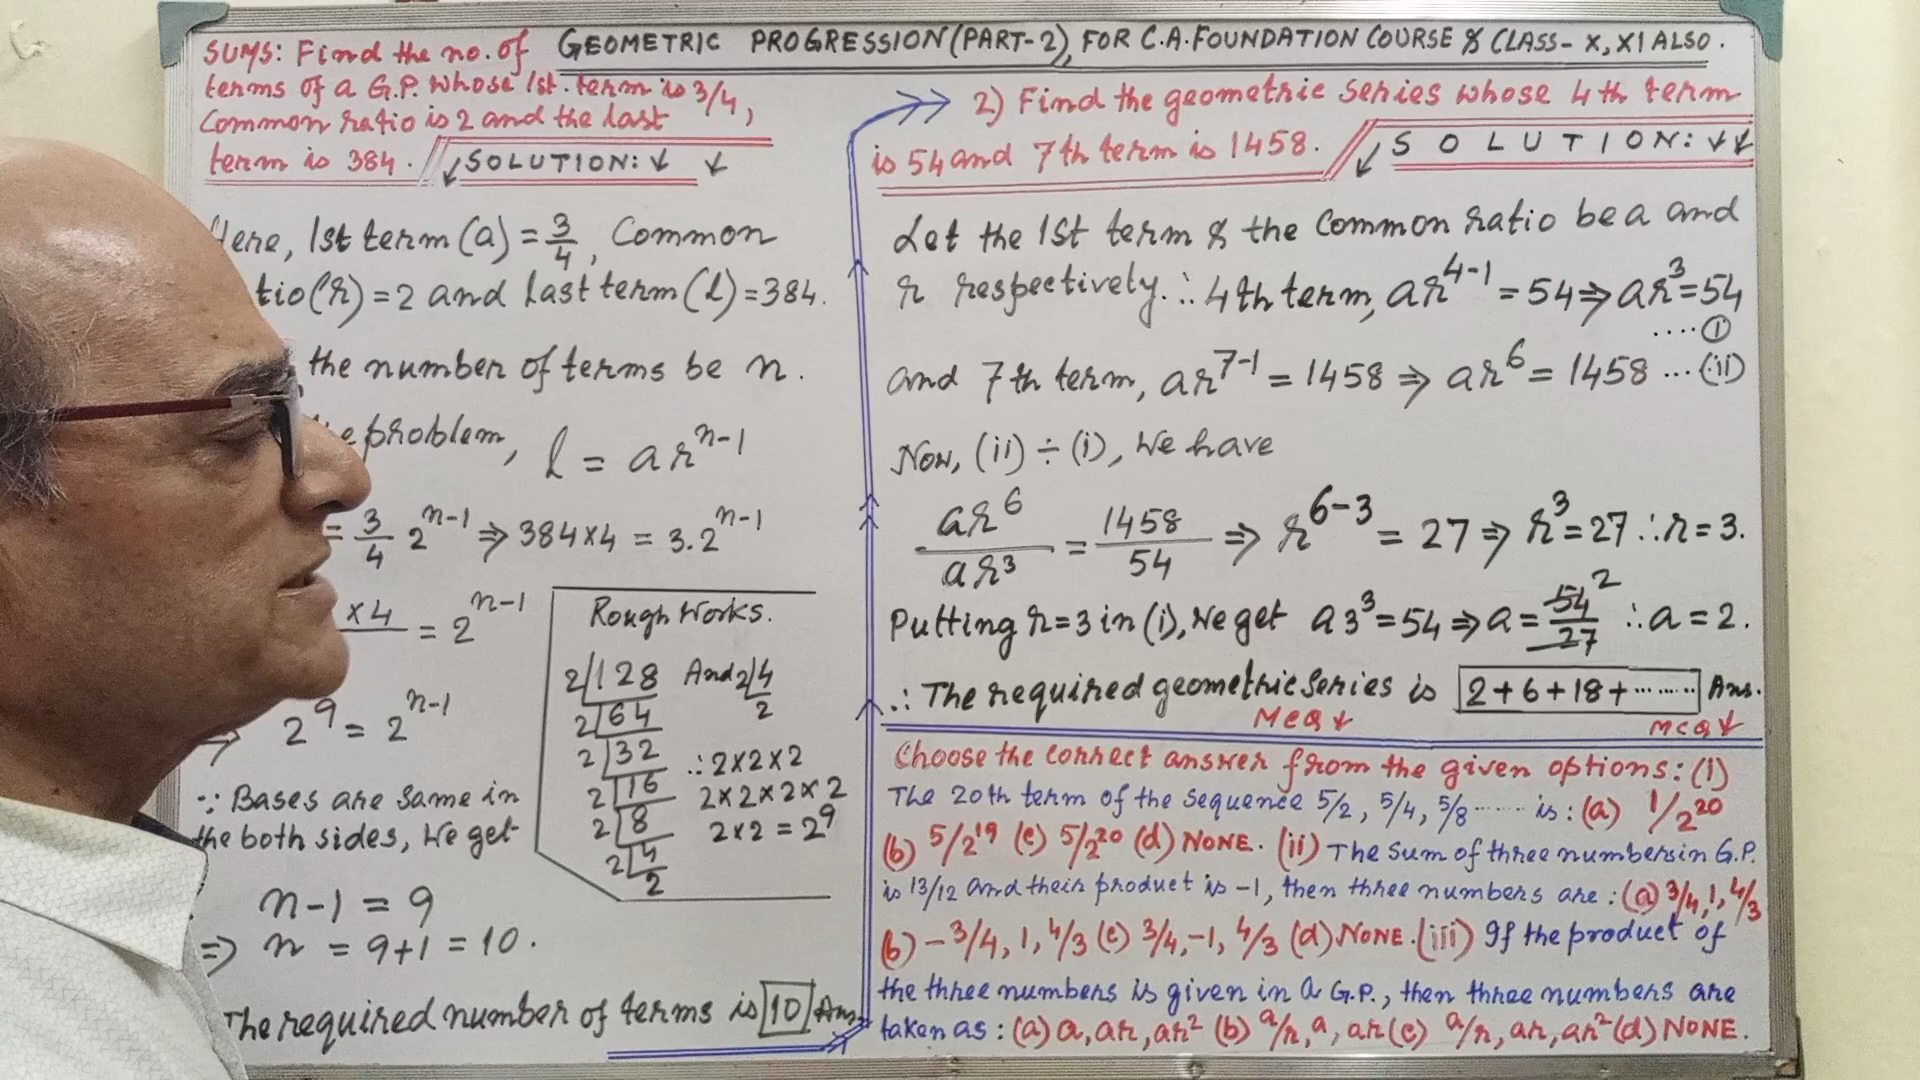 GEOMETRIC PROGRESSION (PART-2), FOR C.A. FOUNDATION COURSE & CLASS- X, XI ALSO.
SUMS: Find the no. of
terms of a G.P. whose 1st. term is 3/4,
Common ratio is 2 and the last
term is 384. // ↙SOLUTION: ↓ ↓
Here, 1st term (a) = 3/4, Common
tio (r) = 2 and last term (l) = 384.
the number of terms be n.
e problem, l = ar^n-1
= 3/4 2^n-1 ⇒ 384×4 = 3.2^n-1
×4 = 2^n-1
⇒ 2^9 = 2^n-1
∵ Bases are same in
the both sides, We get
n-1 = 9
⇒ n = 9+1 = 10.
The required number of terms is 10 Ans.
Rough Works.
2/128 And 2/4
2/64 2
2/32 ∴ 2×2×2
2/16 2×2×2×2
2/8 2×2 = 2^9
2/4
2
2) Find the geometric series whose 4th term
is 54 and 7th term is 1458. // ↙SOLUTION: ↓↓
Let the 1st term & the common ratio be a and
r respectively. ∴ 4th term, ar^4-1 = 54 ⇒ ar^3 = 54
.... (i)
and 7th term, ar^7-1 = 1458 ⇒ ar^6 = 1458 ... (ii)
Now, (ii) ÷ (i), We have
ar^6/ar^3 = 1458/54 ⇒ r^6-3 = 27 ⇒ r^3 = 27 ∴ r = 3.
Putting r=3 in (i), We get a3^3 = 54 ⇒ a = 54/27 2 ∴ a = 2.
∴ The required geometric series is 2+6+18+........ Ans.
MCQ ↓ MCQ ↓
Choose the correct answer from the given options: (i)
The 20th term of the sequence 5/2, 5/4, 5/8 ....... is: (a) 1/2^20
(b) 5/2^19 (c) 5/2^20 (d) NONE. (ii) The sum of three numbers in G.P.
is 13/12 and their product is -1, then three numbers are: (a) 3/4, 1, 4/3
(b) -3/4, 1, 4/3 (c) 3/4, -1, 4/3 (d) NONE. (iii) If the product of
the three numbers is given in a G.P., then three numbers are
taken as: (a) a, ar, ar^2 (b) a/r, a, ar (c) a/r, ar, ar^2 (d) NONE.